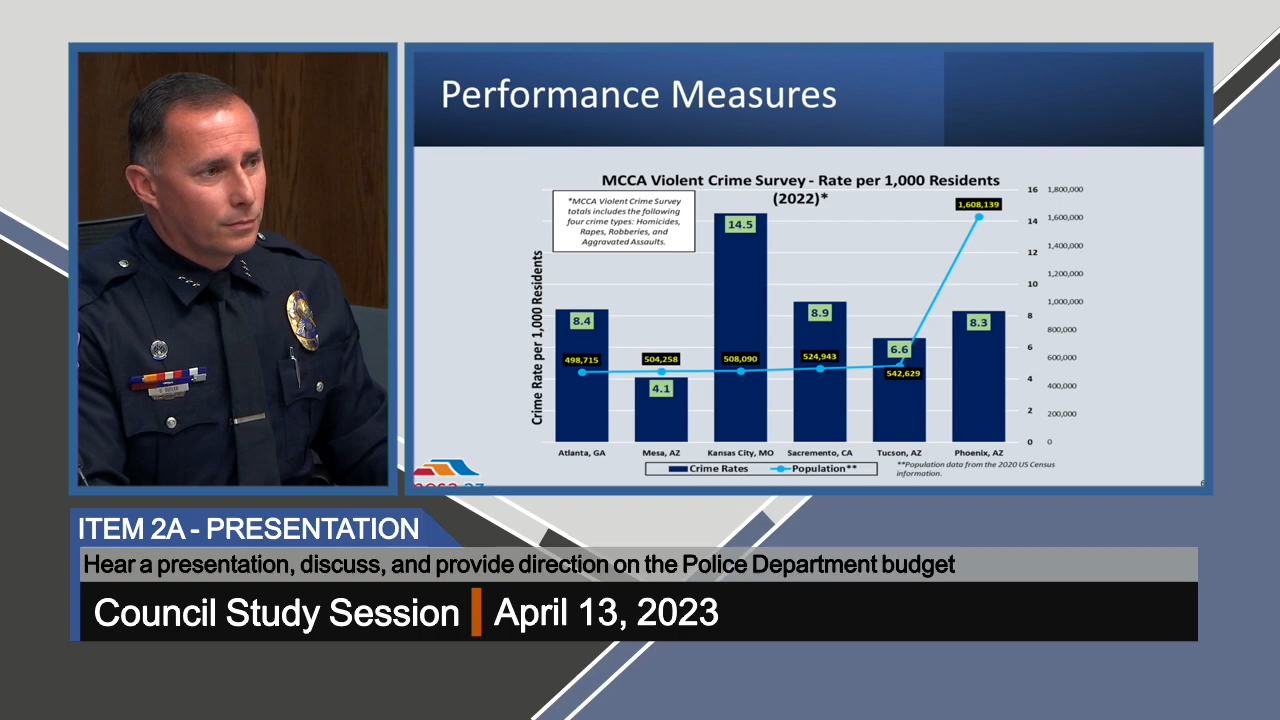 Performance Measures
MCCA Violent Crime Survey - Rate per 1,000 Residents
(2022)*
*MCCA Violent Crime Survey
totals includes the following
four crime types: Homicides,
Rapes, Robberies, and
Aggravated Assaults.
Crime Rate per 1,000 Residents
16
14
12
10
8
6
4
2
0
1,800,000
1,600,000
1,400,000
1,200,000
1,000,000
800,000
600,000
400,000
200,000
0
8.4
4.1
14.5
8.9
6.6
8.3
498,715
504,258
508,090
524,943
542,629
1,608,139
Atlanta, GA
Mesa, AZ
Kansas City, MO
Sacremento, CA
Tucson, AZ
Phoenix, AZ
Crime Rates
Population**
**Population data from the 2020 US Census
information.
ITEM 2A - PRESENTATION
Hear a presentation, discuss, and provide direction on the Police Department budget
Council Study Session
April 13, 2023